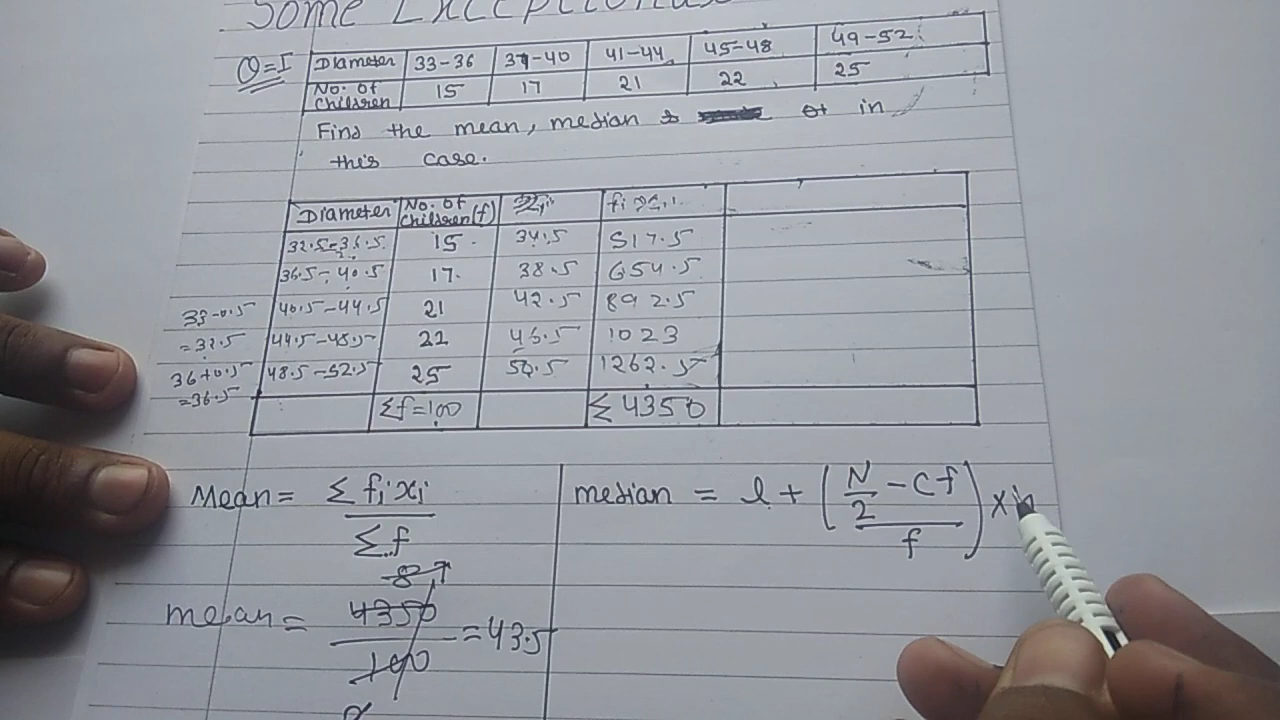 Some Exceptional
Q=I Diameter 33-36 37-40 41-44 45-48 49-52
No. Of Children 15 17 21 22 25
Find the mean, median of in
this case.
Diameter No. Of Children (f) xi fixi
32.5-36.5 15 34.5 517.5
36.5-40.5 17 38.5 654.5
40.5-44.5 21 42.5 892.5
44.5-48.5 22 46.5 1023
48.5-52.5 25 50.5 1262.5
Σf=100 Σ4350
33-0.5
=32.5
36+0.5
=36.5
Mean = Σfixi / Σf
87
mean = 4350 / 100 = 43.5
median = l + (N/2 - Cf / f) ×